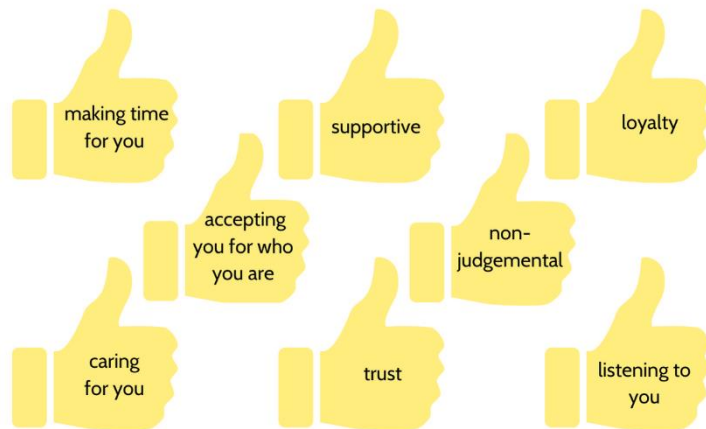 making time
for you
supportive
loyalty
accepting
you for who
you are
non-
judgemental
caring
for you
trust
listening to
you